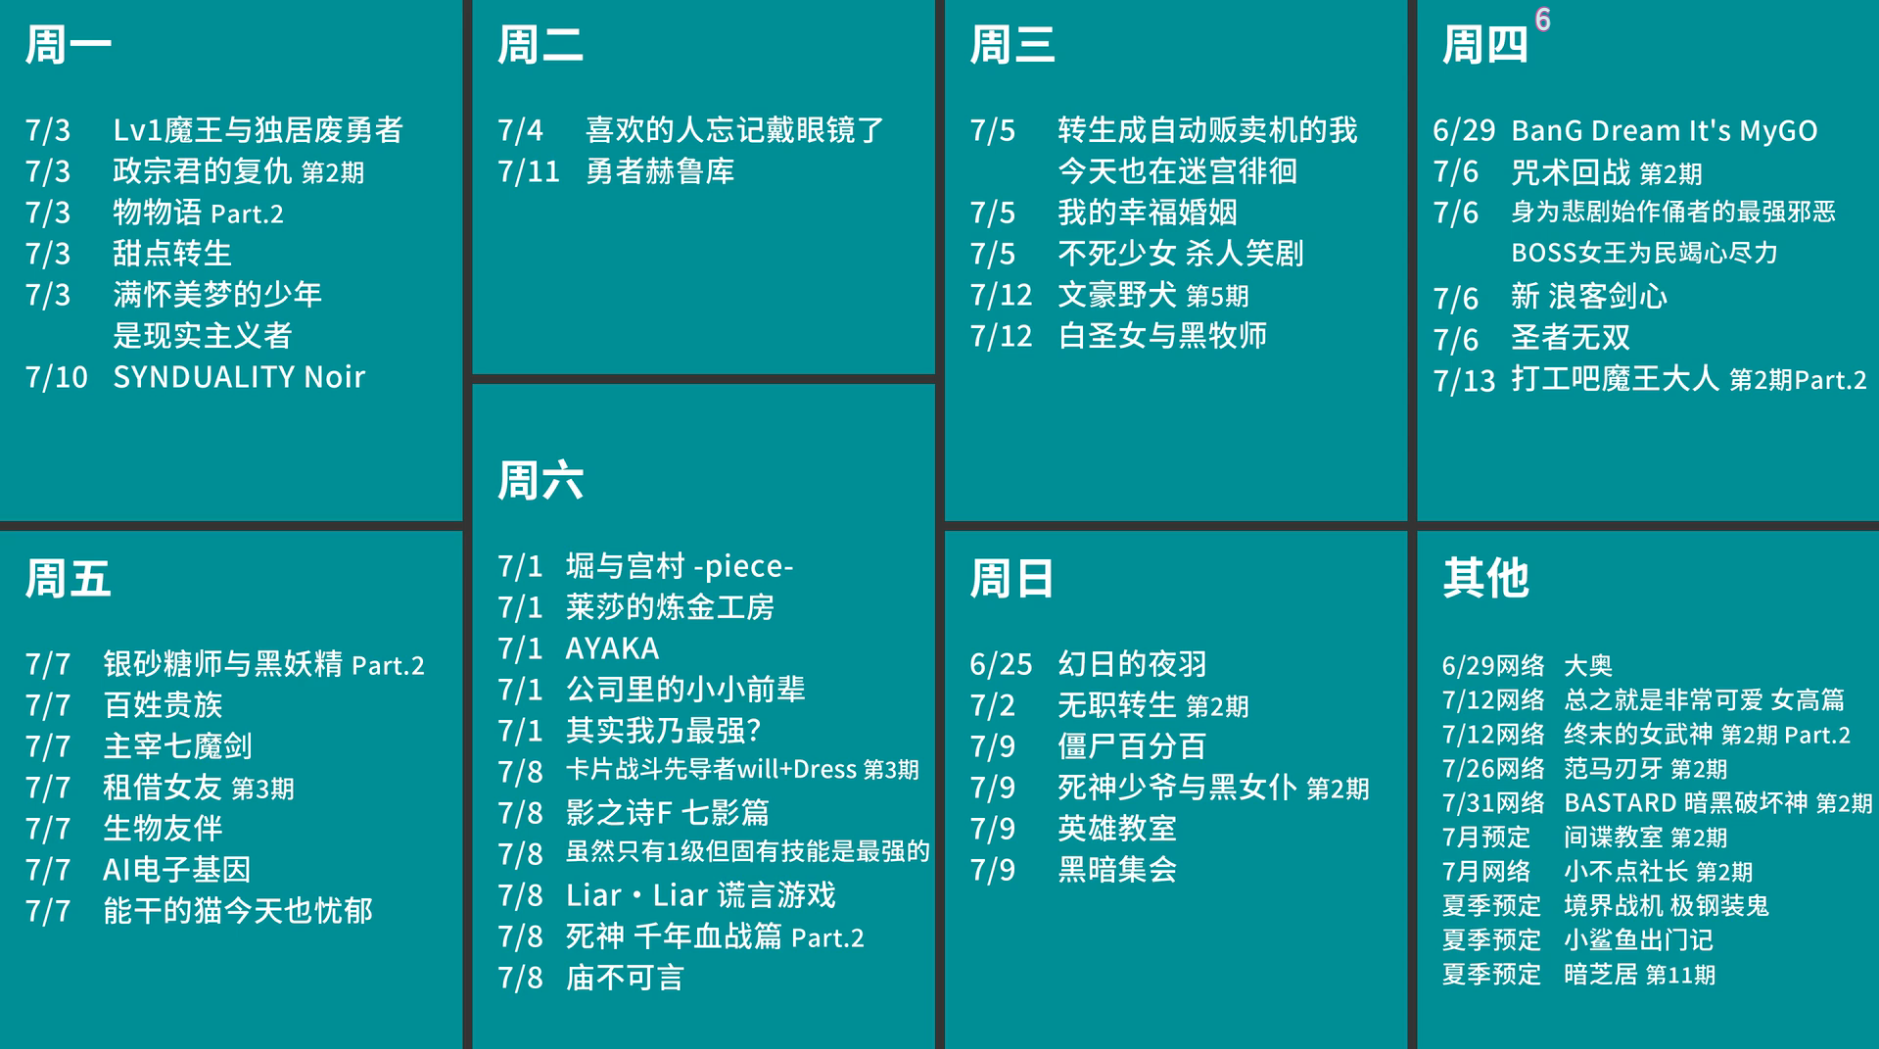 周一
7/3 Lv1魔王与独居废勇者
7/3 政宗君的复仇 第2期
7/3 物物语 Part.2
7/3 甜点转生
7/3 满怀美梦的少年
是现实主义者
7/10 SYNDUALITY Noir
周二
7/4 喜欢的人忘记戴眼镜了
7/11 勇者赫鲁库
周三
7/5 转生成自动贩卖机的我
今天也在迷宫徘徊
7/5 我的幸福婚姻
7/5 不死少女 杀人笑剧
7/12 文豪野犬 第5期
7/12 白圣女与黑牧师
周四 6
6/29 BanG Dream It's MyGO
7/6 咒术回战 第2期
7/6 身为悲剧始作俑者的最强邪恶
BOSS女王为民竭心尽力
7/6 新 浪客剑心
7/6 圣者无双
7/13 打工吧魔王大人 第2期Part.2
周五
7/7 银砂糖师与黑妖精 Part.2
7/7 百姓贵族
7/7 主宰七魔剑
7/7 租借女友 第3期
7/7 生物友伴
7/7 AI电子基因
7/7 能干的猫今天也忧郁
周六
7/1 堀与宫村 -piece-
7/1 莱莎的炼金工房
7/1 AYAKA
7/1 公司里的小小前辈
7/1 其实我乃最强？
7/8 卡片战斗先导者will+Dress 第3期
7/8 影之诗F 七影篇
7/8 虽然只有1级但固有技能是最强的
7/8 Liar・Liar 谎言游戏
7/8 死神 千年血战篇 Part.2
7/8 庙不可言
周日
6/25 幻日的夜羽
7/2 无职转生 第2期
7/9 僵尸百分百
7/9 死神少爷与黑女仆 第2期
7/9 英雄教室
7/9 黑暗集会
其他
6/29网络 大奥
7/12网络 总之就是非常可爱 女高篇
7/12网络 终末的女武神 第2期 Part.2
7/26网络 范马刃牙 第2期
7/31网络 BASTARD 暗黑破坏神 第2期
7月预定 间谍教室 第2期
7月网络 小不点社长 第2期
夏季预定 境界战机 极钢装鬼
夏季预定 小鲨鱼出门记
夏季预定 暗芝居 第11期